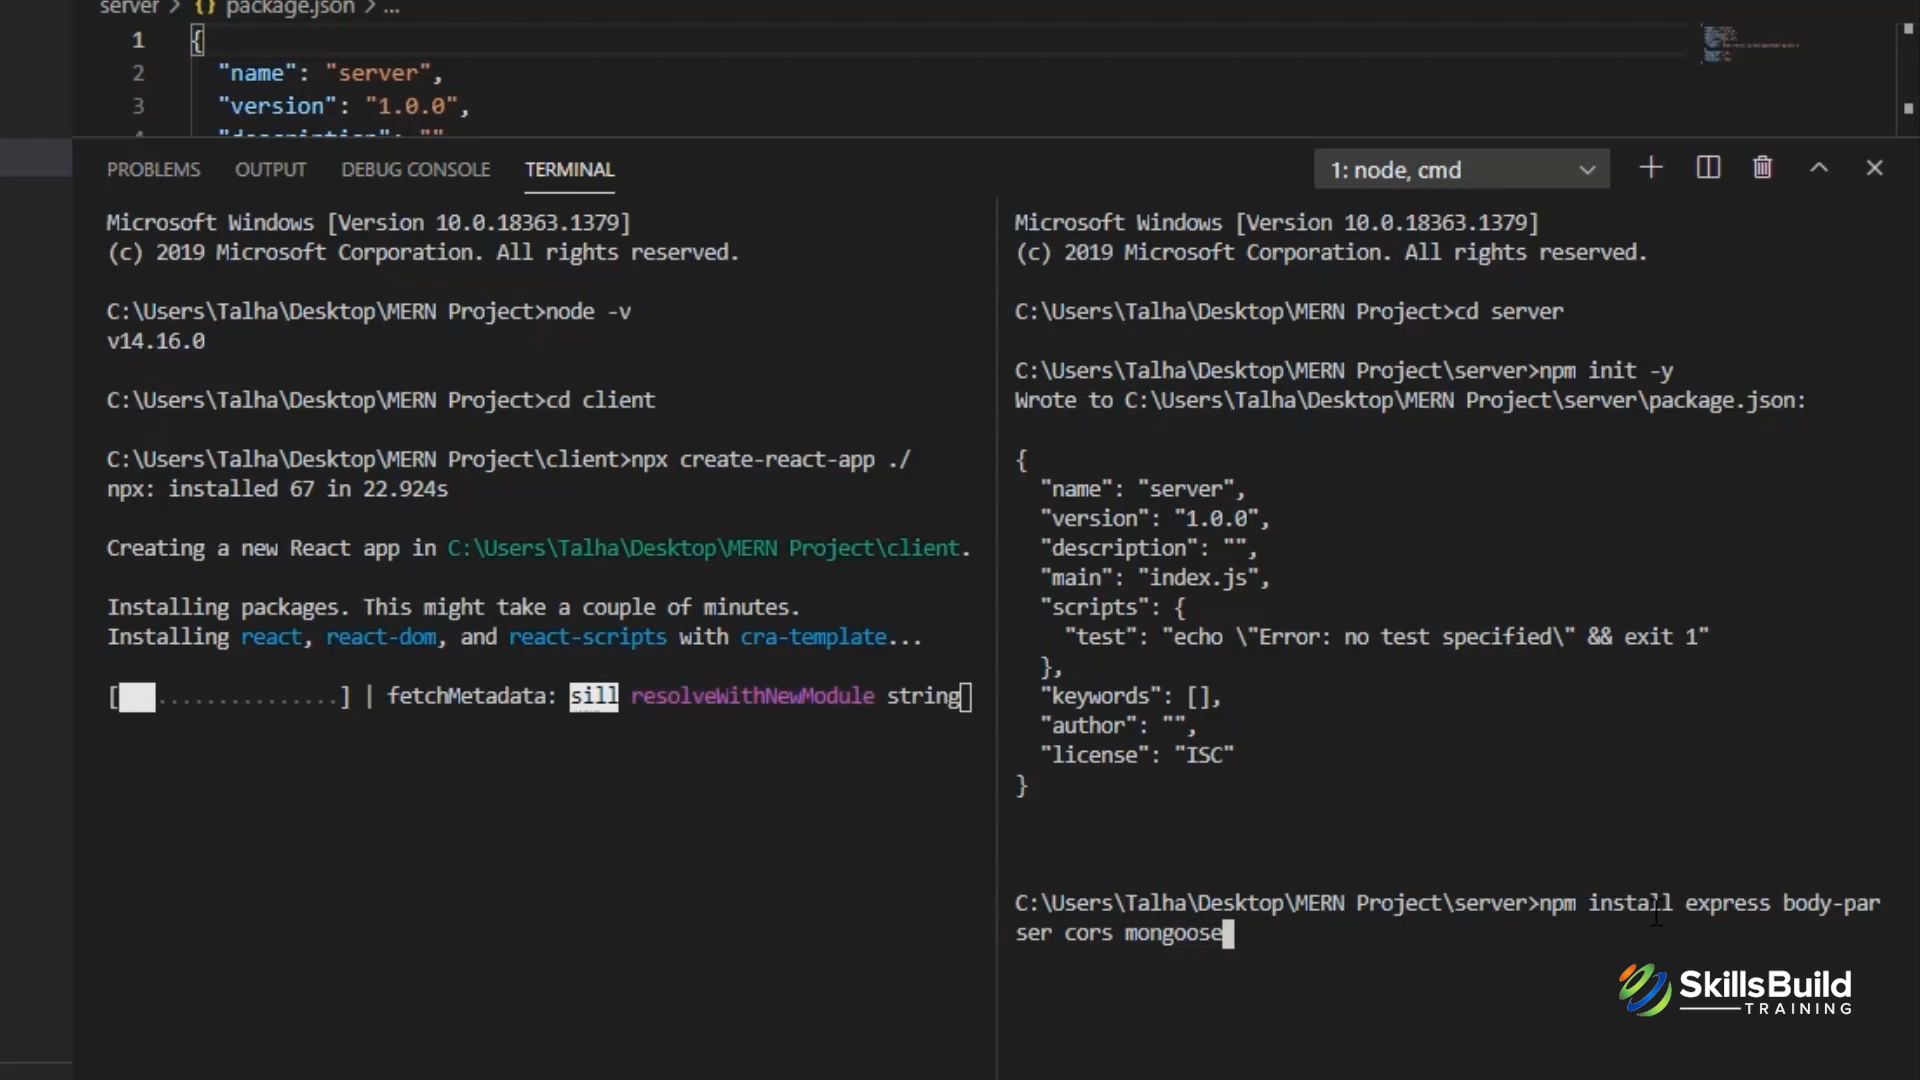 server > {} package.json > ...
1 {
2 "name": "server",
3 "version": "1.0.0",
4 "description": ""
PROBLEMS OUTPUT DEBUG CONSOLE TERMINAL
1: node, cmd
Microsoft Windows [Version 10.0.18363.1379]
(c) 2019 Microsoft Corporation. All rights reserved.
C:\Users\Talha\Desktop\MERN Project>node -v
v14.16.0
C:\Users\Talha\Desktop\MERN Project>cd client
C:\Users\Talha\Desktop\MERN Project\client>npx create-react-app ./
npx: installed 67 in 22.924s
Creating a new React app in C:\Users\Talha\Desktop\MERN Project\client.
Installing packages. This might take a couple of minutes.
Installing react, react-dom, and react-scripts with cra-template...
[ ...............] | fetchMetadata: sill resolveWithNewModule string
Microsoft Windows [Version 10.0.18363.1379]
(c) 2019 Microsoft Corporation. All rights reserved.
C:\Users\Talha\Desktop\MERN Project>cd server
C:\Users\Talha\Desktop\MERN Project\server>npm init -y
Wrote to C:\Users\Talha\Desktop\MERN Project\server\package.json:
{
"name": "server",
"version": "1.0.0",
"description": "",
"main": "index.js",
"scripts": {
"test": "echo \"Error: no test specified\" && exit 1"
},
"keywords": [],
"author": "",
"license": "ISC"
}
C:\Users\Talha\Desktop\MERN Project\server>npm install express body-par
ser cors mongoose
SkillsBuild
TRAINING